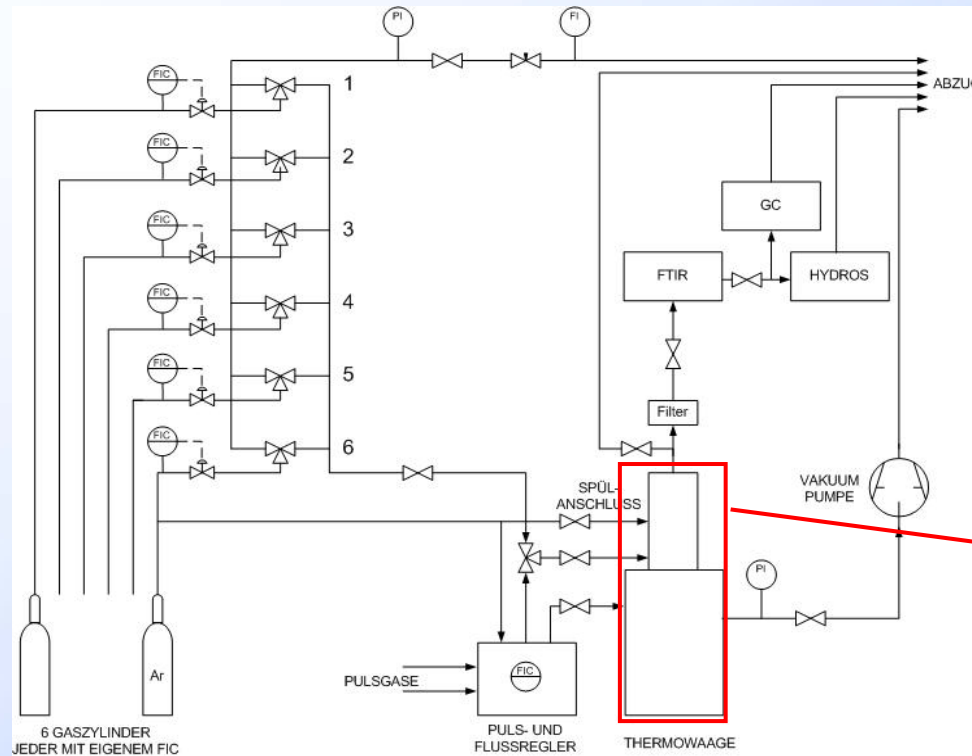 PI
FI
FIC
1
ABZUG
FIC
2
GC
FIC
3
FTIR
HYDROS
FIC
4
FIC
5
Filter
FIC
6
SPÜL-
ANSCHLUSS
VAKUUM
PUMPE
PI
Ar
FIC
PULSGASE
6 GASZYLINDER
JEDER MIT EIGENEM FIC
PULS- UND
FLUSSREGLER
THERMOWAAGE